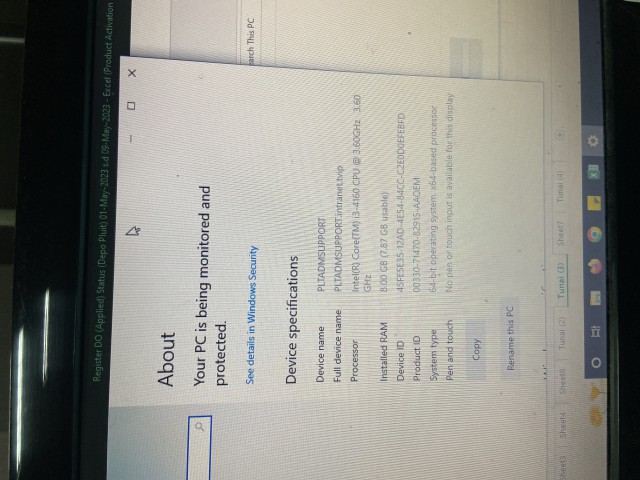 Register DO (Applied) Status (Depo Pluit) 01-May-2023 s.d 09-May-2023 - Excel (Product Activation
arch This PC
About
Your PC is being monitored and
protected.
See details in Windows Security
Device specifications
Device name PLTADMSUPPORT
Full device name PLTADMSUPPORT.intranet.tvip
Processor Intel(R) Core(TM) i3-4160 CPU @ 3.60GHz 3.60
GHz
Installed RAM 8.00 GB (7.87 GB usable)
Device ID 45FE5E35-12AD-4E54-84CC-C2E0D0EFEBFD
Product ID 00330-71470-82915-AAOEM
System type 64-bit operating system, x64-based processor
Pen and touch No pen or touch input is available for this display
Copy
Rename this PC
heet3 Sheet4 Sheet6 Tunai (2) Tunai (3) Sheet7 Tunai (4)